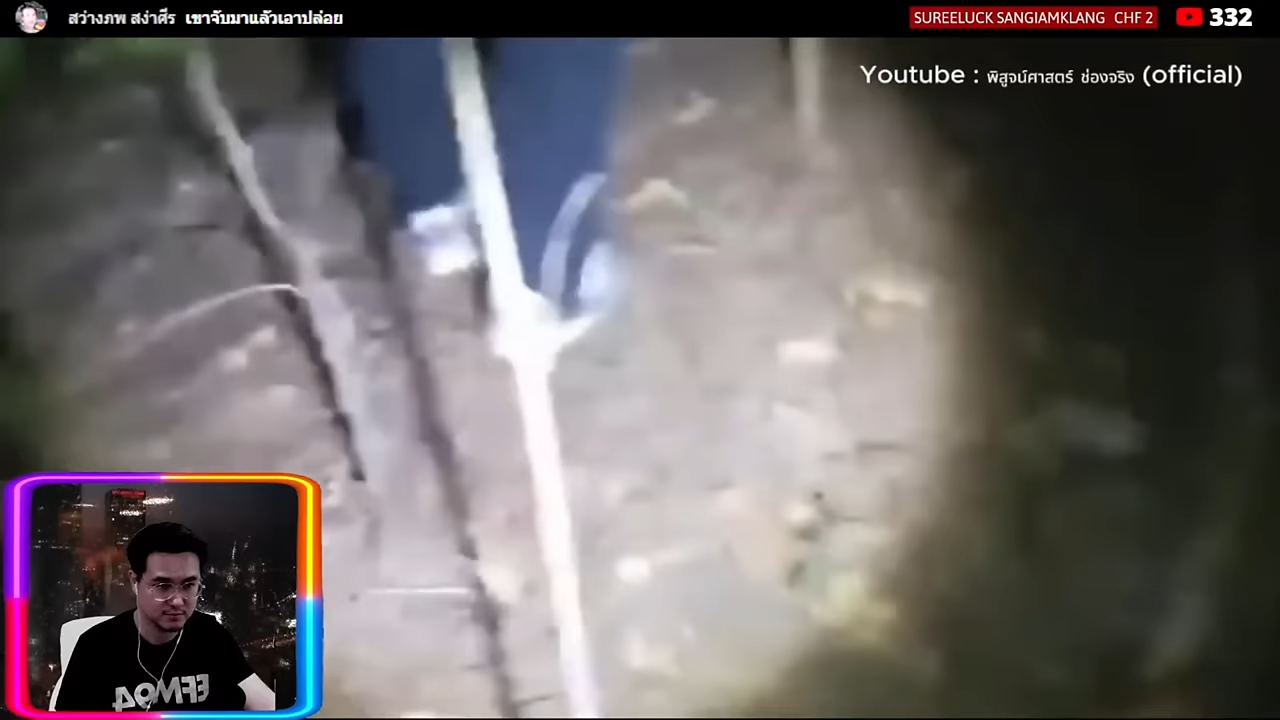 สว่างภพ สง่าศีร เขาจับมาแล้วเอาปล่อย
SUREELUCK SANGIAMKLANG CHF 2
332
Youtube : พิสูจน์ศาสตร์ ช่องจริง (official)
EFM94